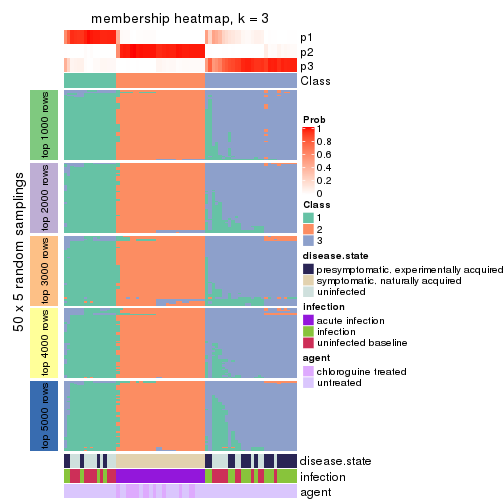 membership heatmap, k = 3
p1
p2
p3
Class
50 x 5 random samplings
top 1000 rows
top 2000 rows
top 3000 rows
top 4000 rows
top 5000 rows
Prob
1
0.8
0.6
0.4
0.2
0
Class
1
2
3
disease.state
presymptomatic. experimentally acquired
symptomatic. naturally acquired
uninfected
infection
acute infection
infection
uninfected baseline
agent
chloroguine treated
untreated
disease.state
infection
agent